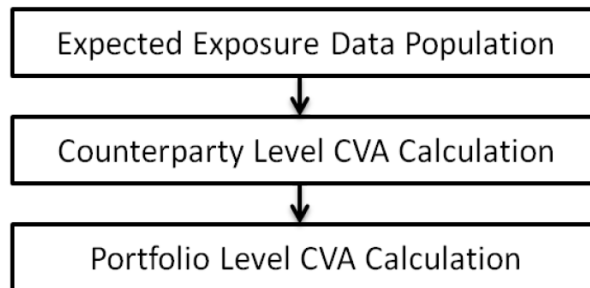 Expected Exposure Data Population
Counterparty Level CVA Calculation
Portfolio Level CVA Calculation